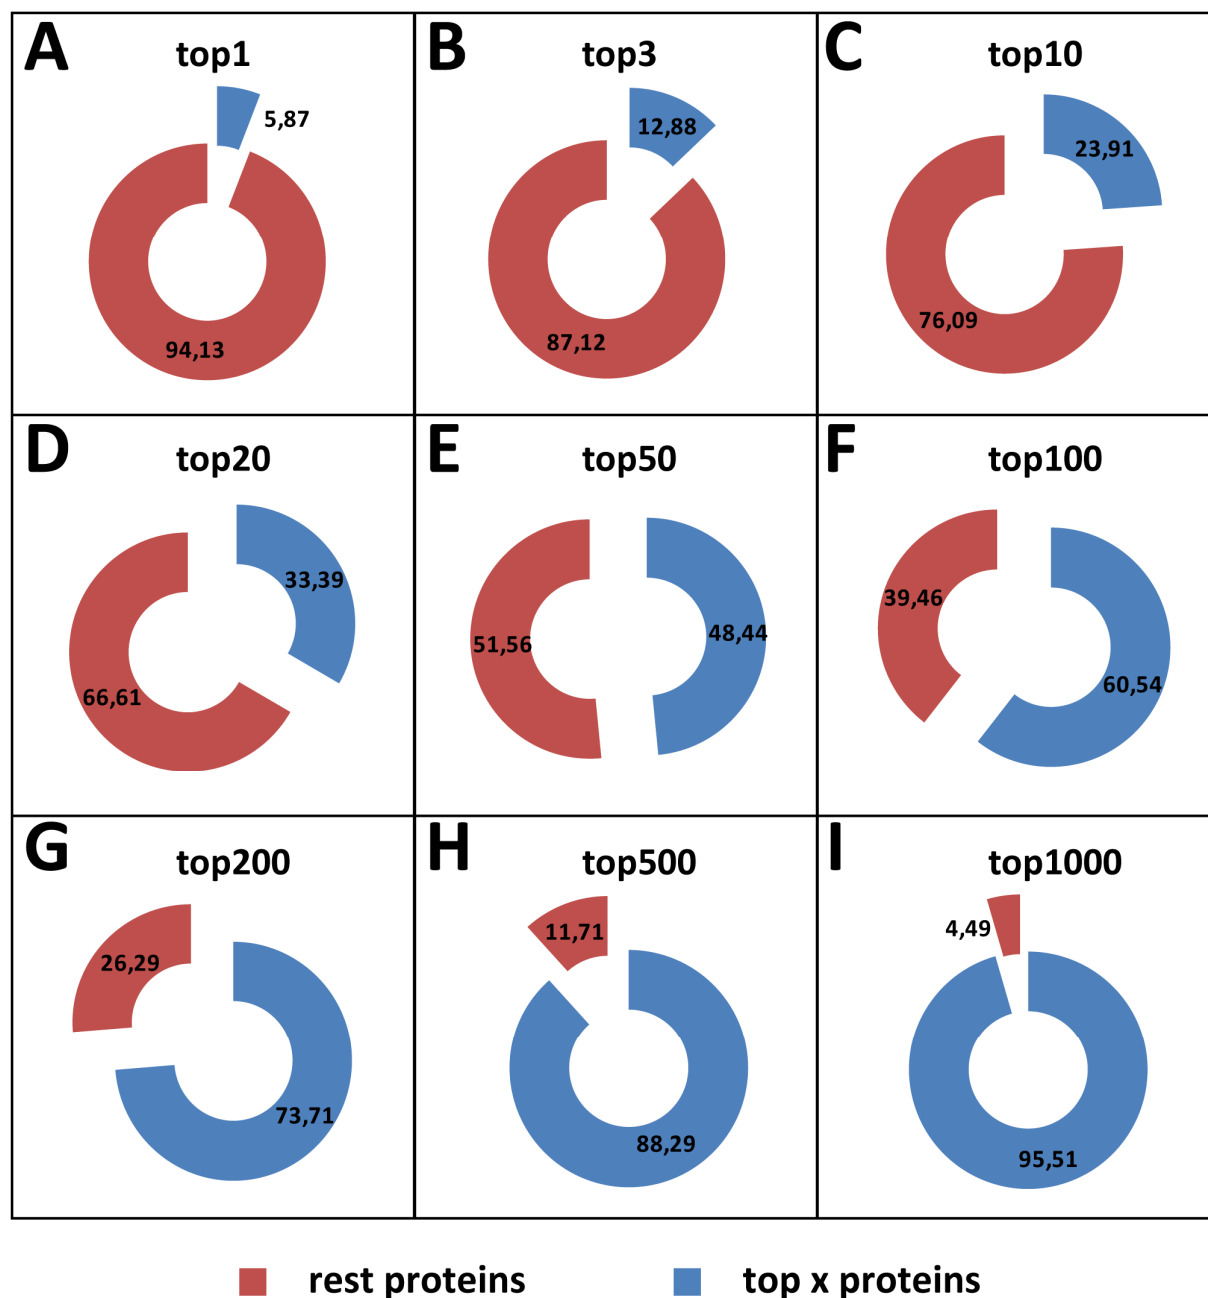 A
top1
5,87
94,13
B
top3
12,88
87,12
C
top10
23,91
76,09
D
top20
33,39
66,61
E
top50
51,56
48,44
F
top100
39,46
60,54
G
top200
26,29
73,71
H
top500
11,71
88,29
I
top1000
4,49
95,51
rest proteins
top x proteins